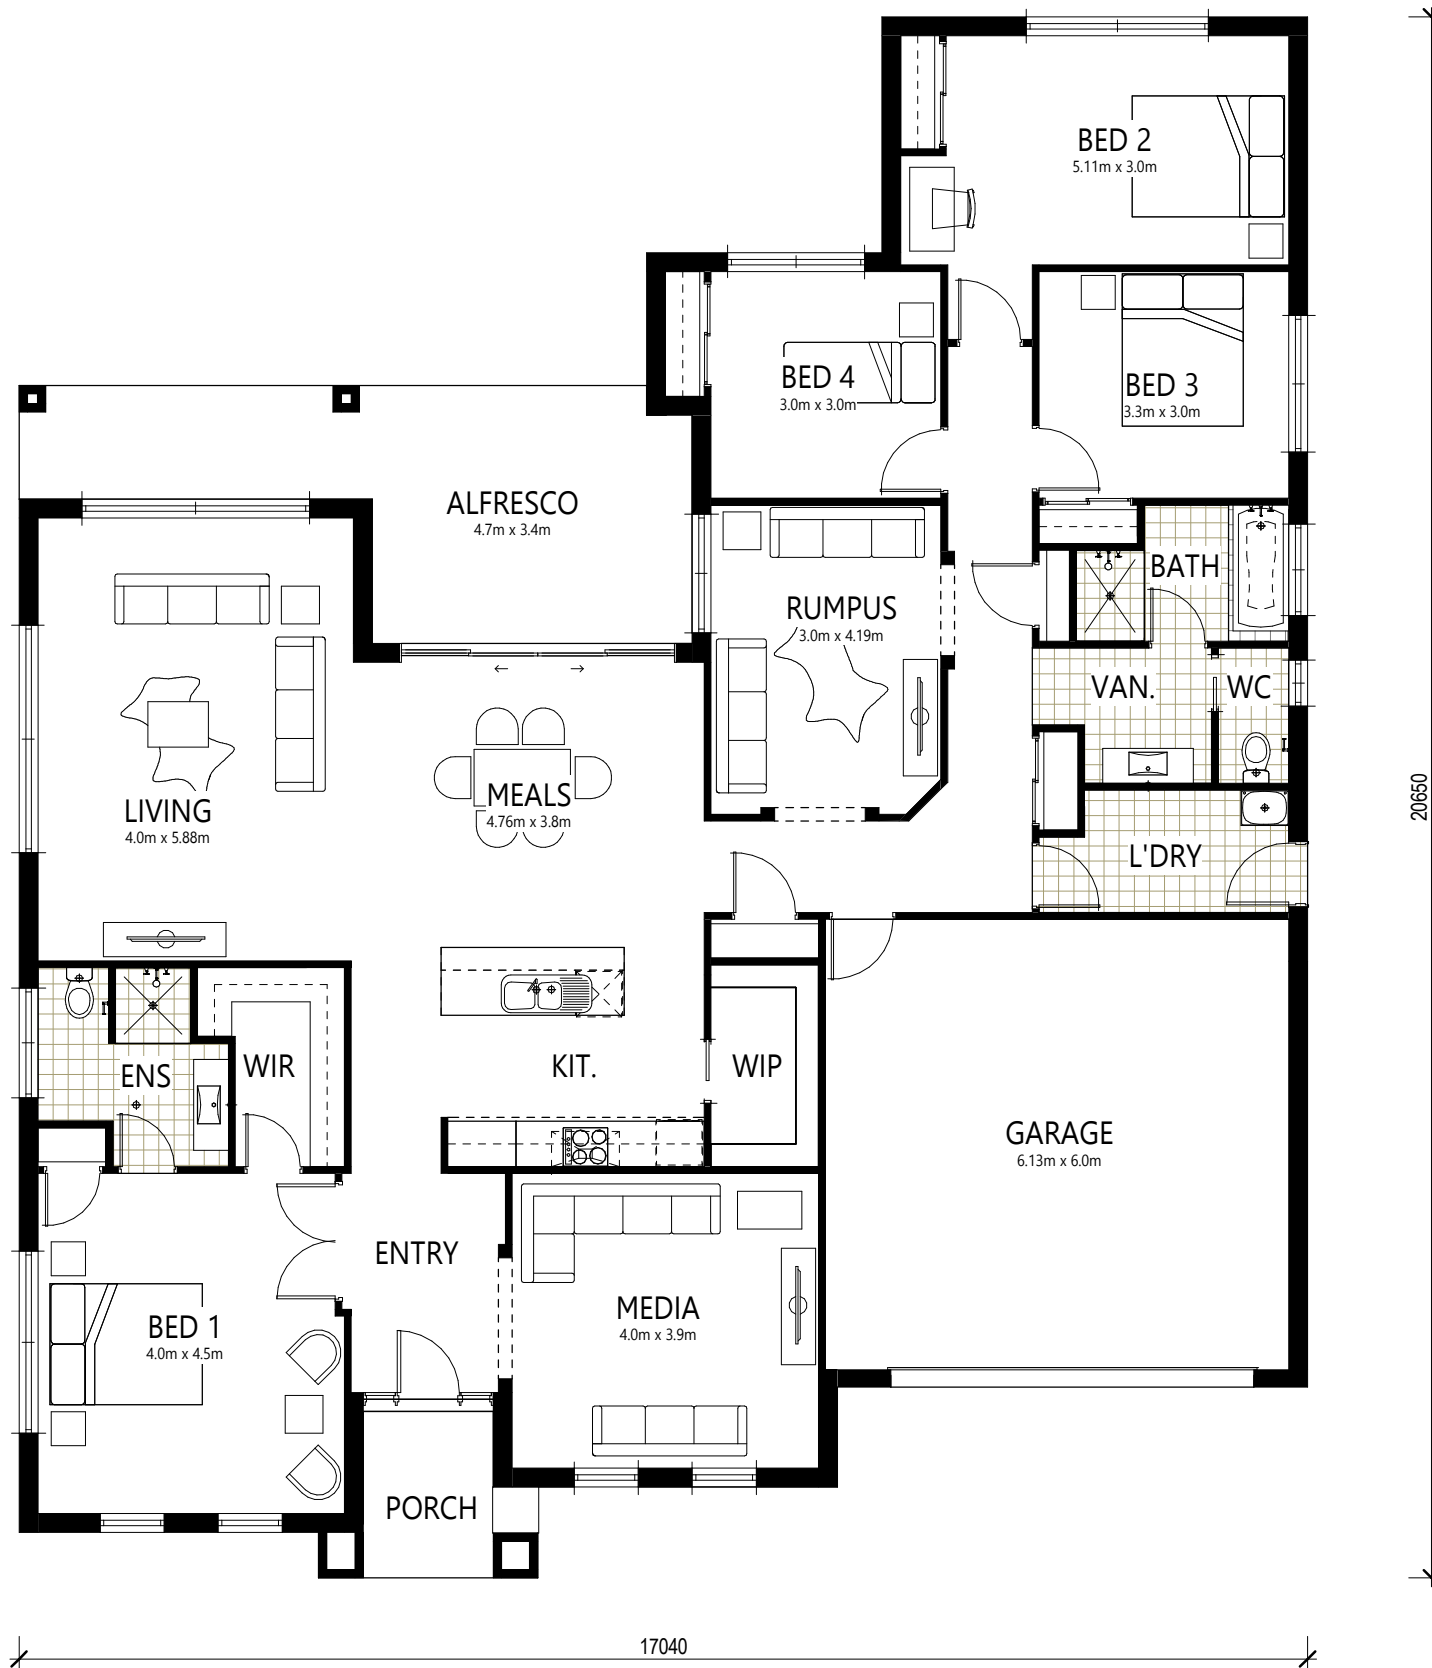 BED 2
5.11m x 3.0m
BED 4
3.0m x 3.0m
BED 3
3.3m x 3.0m
ALFRESCO
4.7m x 3.4m
BATH
RUMPUS
3.0m x 4.19m
VAN.
WC
LIVING
4.0m x 5.88m
MEALS
4.76m x 3.8m
20650
L'DRY
ENS
WIR
KIT.
WIP
GARAGE
6.13m x 6.0m
ENTRY
MEDIA
4.0m x 3.9m
BED 1
4.0m x 4.5m
PORCH
17040